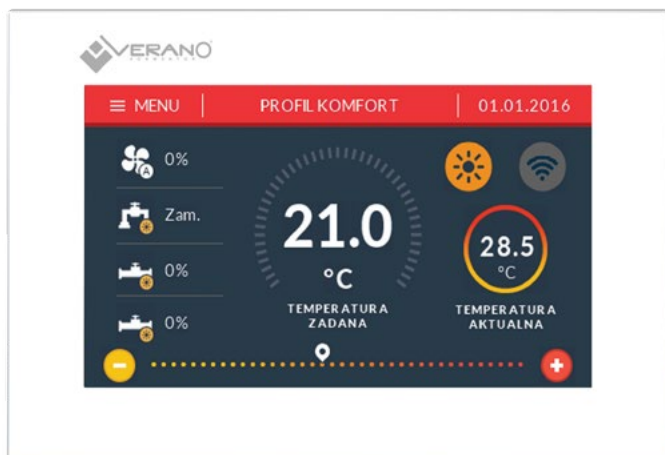 VERANO
MENU
PROFIL KOMFORT
01.01.2016
0%
A
Zam.
0%
0%
21.0
°C
TEMPERATURA
ZADANA
28.5
°C
TEMPERATURA
AKTUALNA